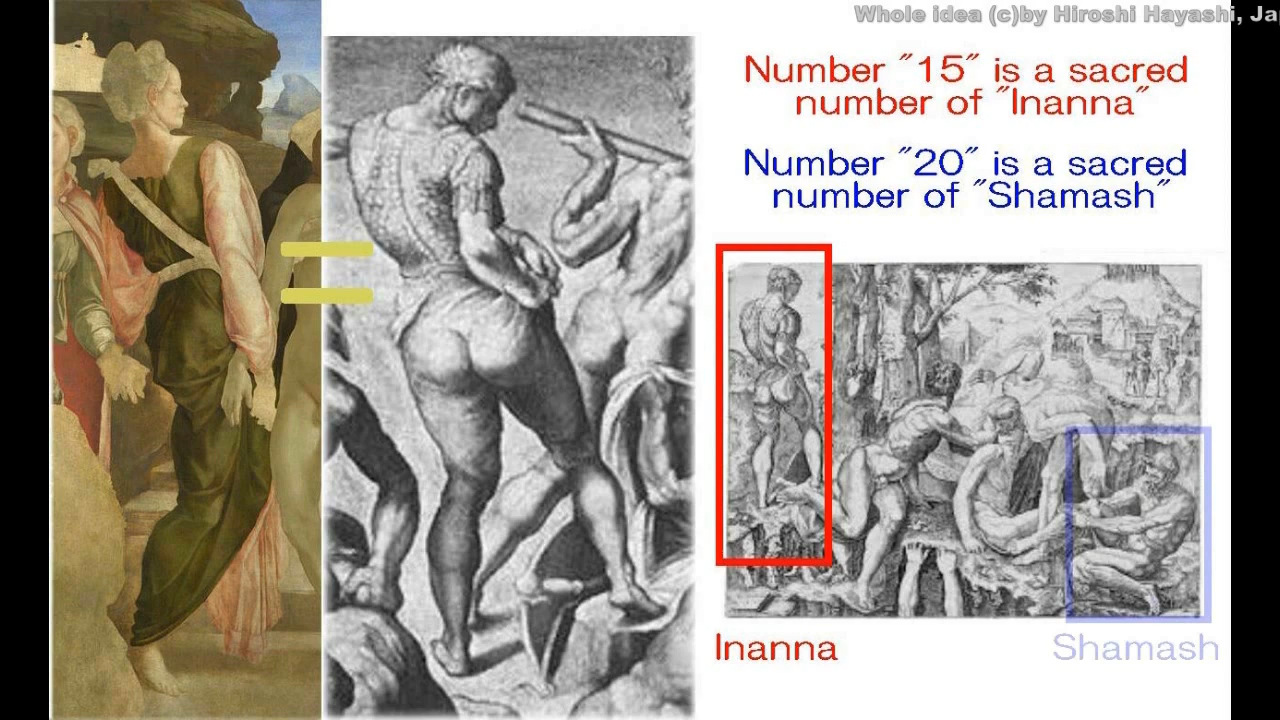 Whole idea (c)by Hiroshi Hayashi, Ja
Number "15" is a sacred
number of "Inanna"
Number "20" is a sacred
number of "Shamash"
Inanna
Shamash